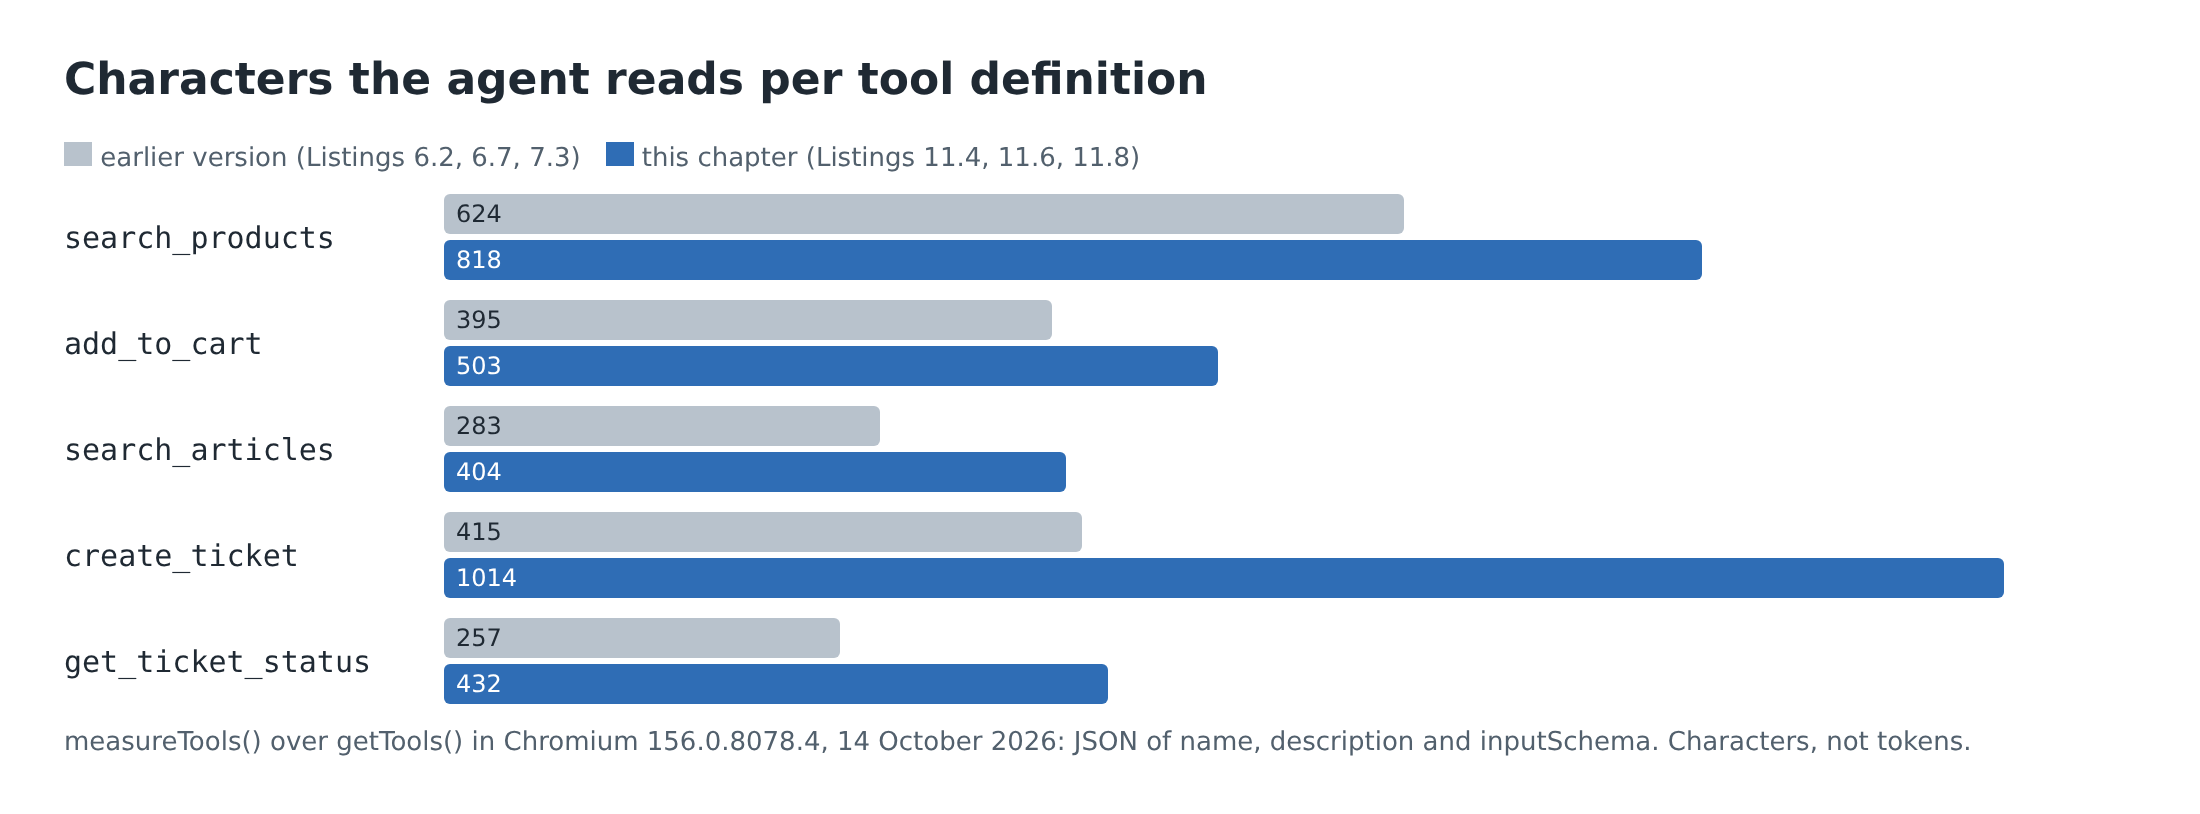 Characters the agent reads per tool definition
earlier version (Listings 6.2, 6.7, 7.3) this chapter (Listings 11.4, 11.6, 11.8)
search_products
624
818
add_to_cart
395
503
search_articles
283
404
create_ticket
415
1014
get_ticket_status
257
432
measureTools() over getTools() in Chromium 156.0.8078.4, 14 October 2026: JSON of name, description and inputSchema. Characters, not tokens.